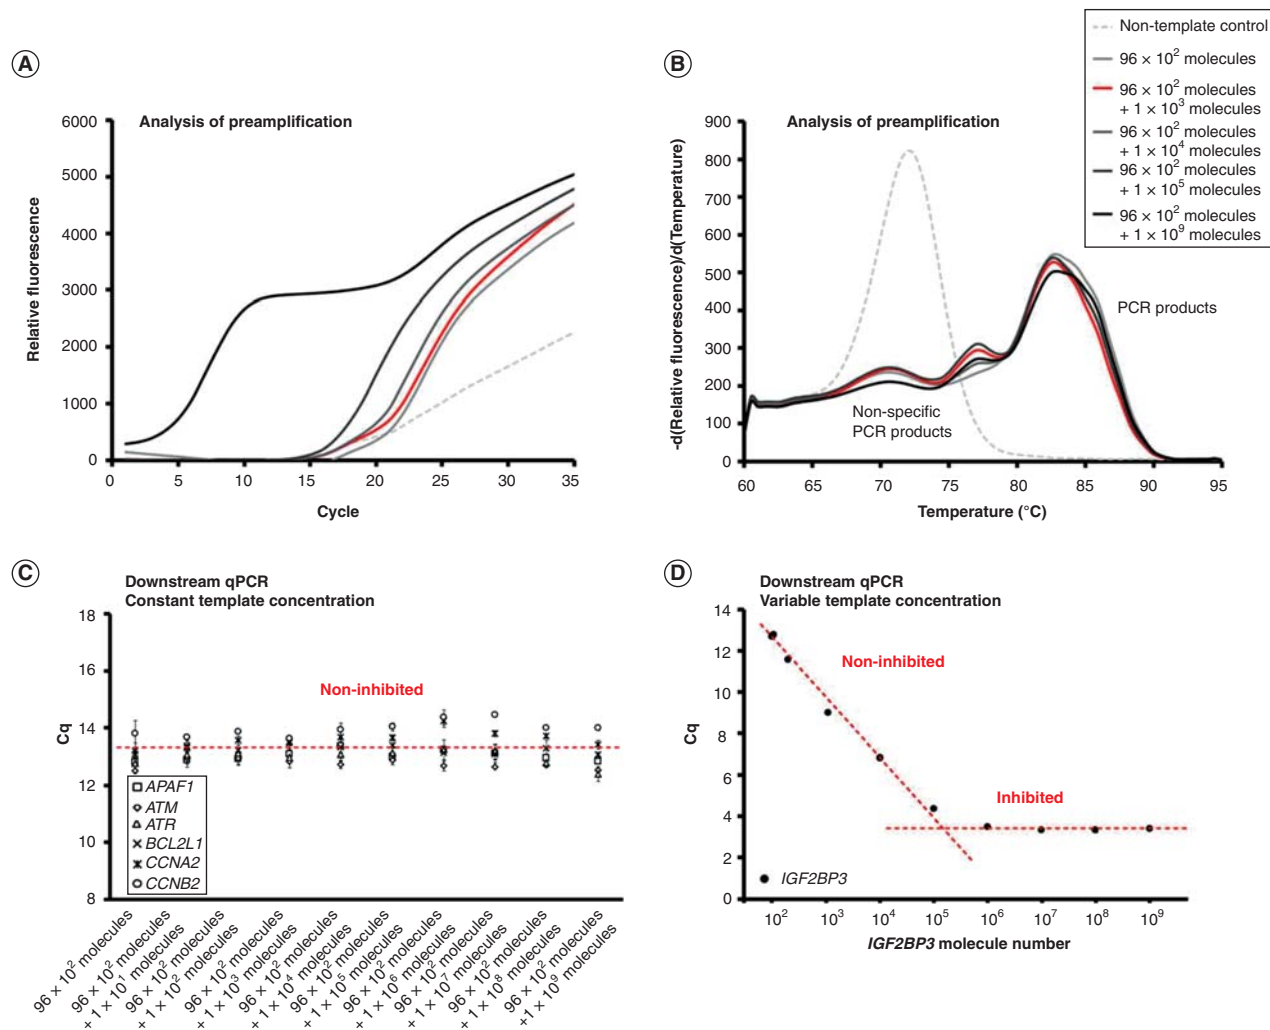 A
Analysis of preamplification
6000
5000
4000
3000
2000
1000
0
Relative fluorescence
0 5 10 15 20 25 30 35
Cycle
B
Analysis of preamplification
900
800
700
600
500
400
300
200
100
0
-d(Relative fluorescence)/d(Temperature)
Non-specific
PCR products
PCR products
60 65 70 75 80 85 90 95
Temperature (°C)
Non-template control
96 × 10² molecules
96 × 10² molecules
+ 1 × 10³ molecules
96 × 10² molecules
+ 1 × 10⁴ molecules
96 × 10² molecules
+ 1 × 10⁵ molecules
96 × 10² molecules
+ 1 × 10⁹ molecules
C
Downstream qPCR
Constant template concentration
18
16
14
12
10
8
Cq
Non-inhibited
APAF1
ATM
ATR
BCL2L1
CCNA2
CCNB2
96 × 10² molecules
96 × 10² molecules
+ 1 × 10¹ molecules
96 × 10² molecules
+ 1 × 10² molecules
96 × 10² molecules
+ 1 × 10³ molecules
96 × 10² molecules
+ 1 × 10⁴ molecules
96 × 10² molecules
+ 1 × 10⁵ molecules
96 × 10² molecules
+ 1 × 10⁶ molecules
96 × 10² molecules
+ 1 × 10⁷ molecules
96 × 10² molecules
+ 1 × 10⁸ molecules
96 × 10² molecules
+ 1 × 10⁹ molecules
D
Downstream qPCR
Variable template concentration
14
12
10
8
6
4
2
0
Cq
Non-inhibited
Inhibited
IGF2BP3
10² 10³ 10⁴ 10⁵ 10⁶ 10⁷ 10⁸ 10⁹
IGF2BP3 molecule number